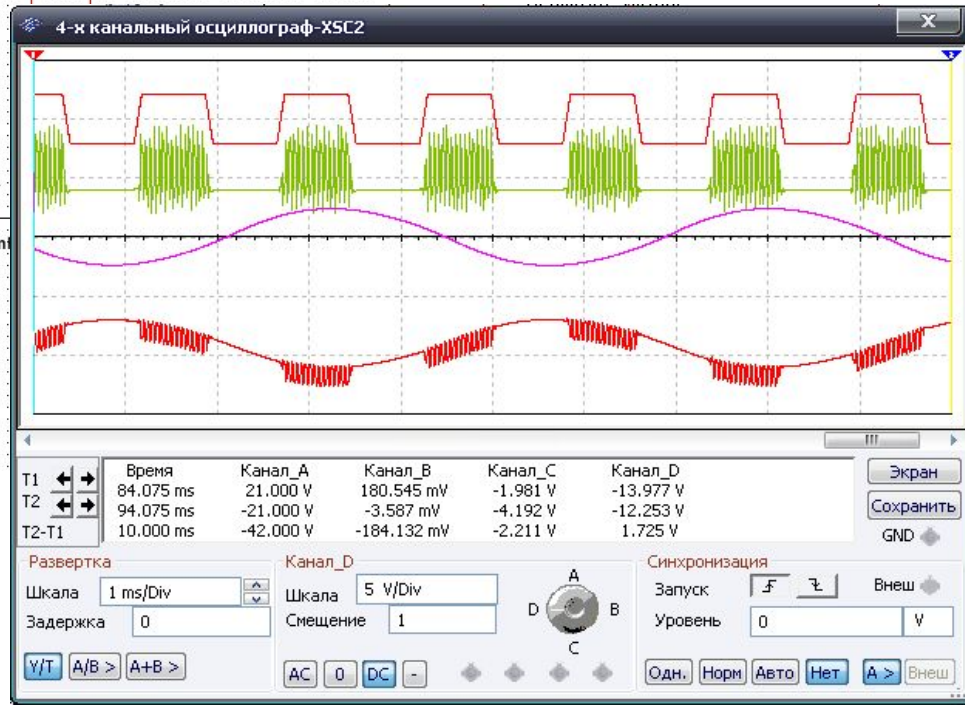 4-х канальный осциллограф-XSC2
X
1 2
T1
T2
T2-T1
Время Канал_A Канал_B Канал_C Канал_D
84.075 ms 21.000 V 180.545 mV -1.981 V -13.977 V
94.075 ms -21.000 V -3.587 mV -4.192 V -12.253 V
10.000 ms -42.000 V -184.132 mV -2.211 V 1.725 V
Экран
Сохранить
GND
Развертка
Шкала 1 ms/Div
Задержка 0
Y/T A/B > A+B >
Канал_D
Шкала 5 V/Div
Смещение 1
AC 0 DC -
A
D B
C
Синхронизация
Запуск Внеш
Уровень 0 V
Одн. Норм Авто Нет A > Внеш